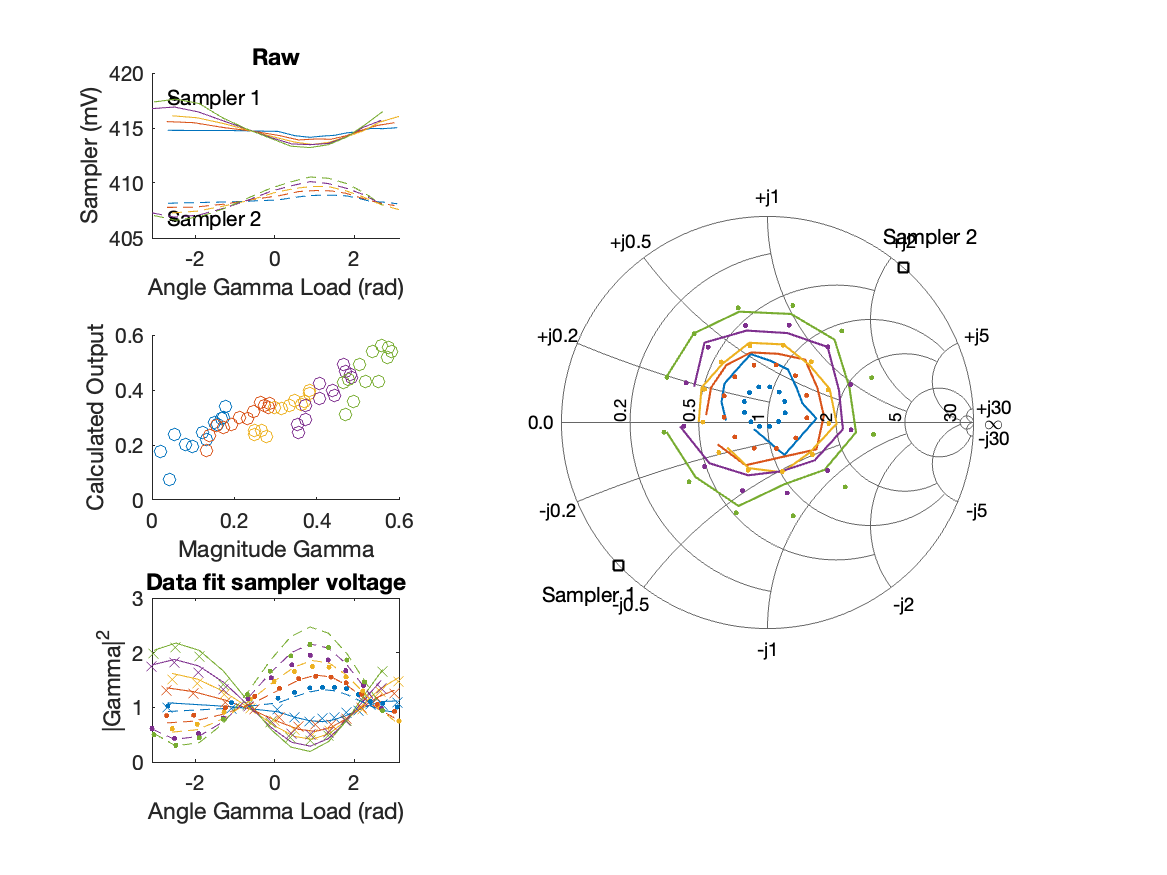 Raw
420
415
410
405
Sampler (mV)
Sampler 1
Sampler 2
-2
0
2
Angle Gamma Load (rad)
0.6
0.4
0.2
0
Calculated Output
0
0.2
0.4
0.6
Magnitude Gamma
Data fit sampler voltage
3
2
1
0
|Gamma|2
-2
0
2
Angle Gamma Load (rad)
+j1
+j0.5
+j2
Sampler 2
+j0.2
+j5
0.0
0.2
0.5
1
2
5
30
+j30
∞
-j30
-j0.2
-j5
Sampler 1
-j0.5
-j2
-j1